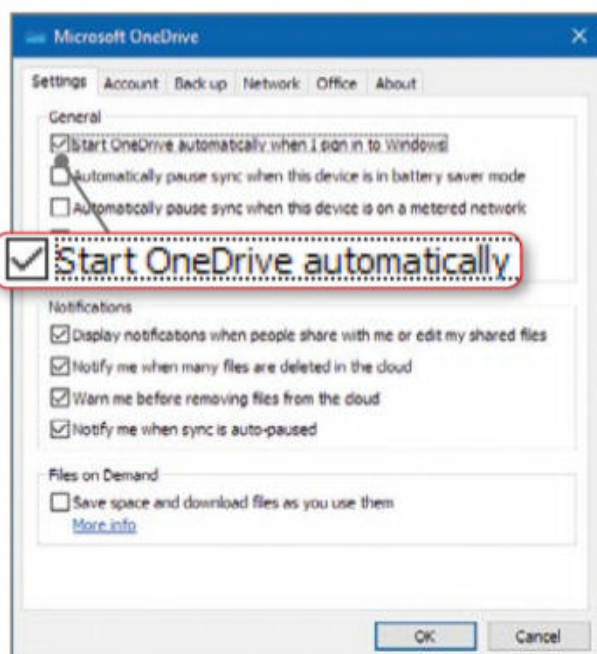 Microsoft OneDrive
Settings Account Back up Network Office About
General
Start OneDrive automatically when I sign in to Windows
Automatically pause sync when this device is in battery saver mode
Automatically pause sync when this device is on a metered network
Start OneDrive automatically
Notifications
Display notifications when people share with me or edit my shared files
Notify me when many files are deleted in the cloud
Warn me before removing files from the cloud
Notify me when sync is auto-paused
Files on Demand
Save space and download files as you use them
More info
OK Cancel